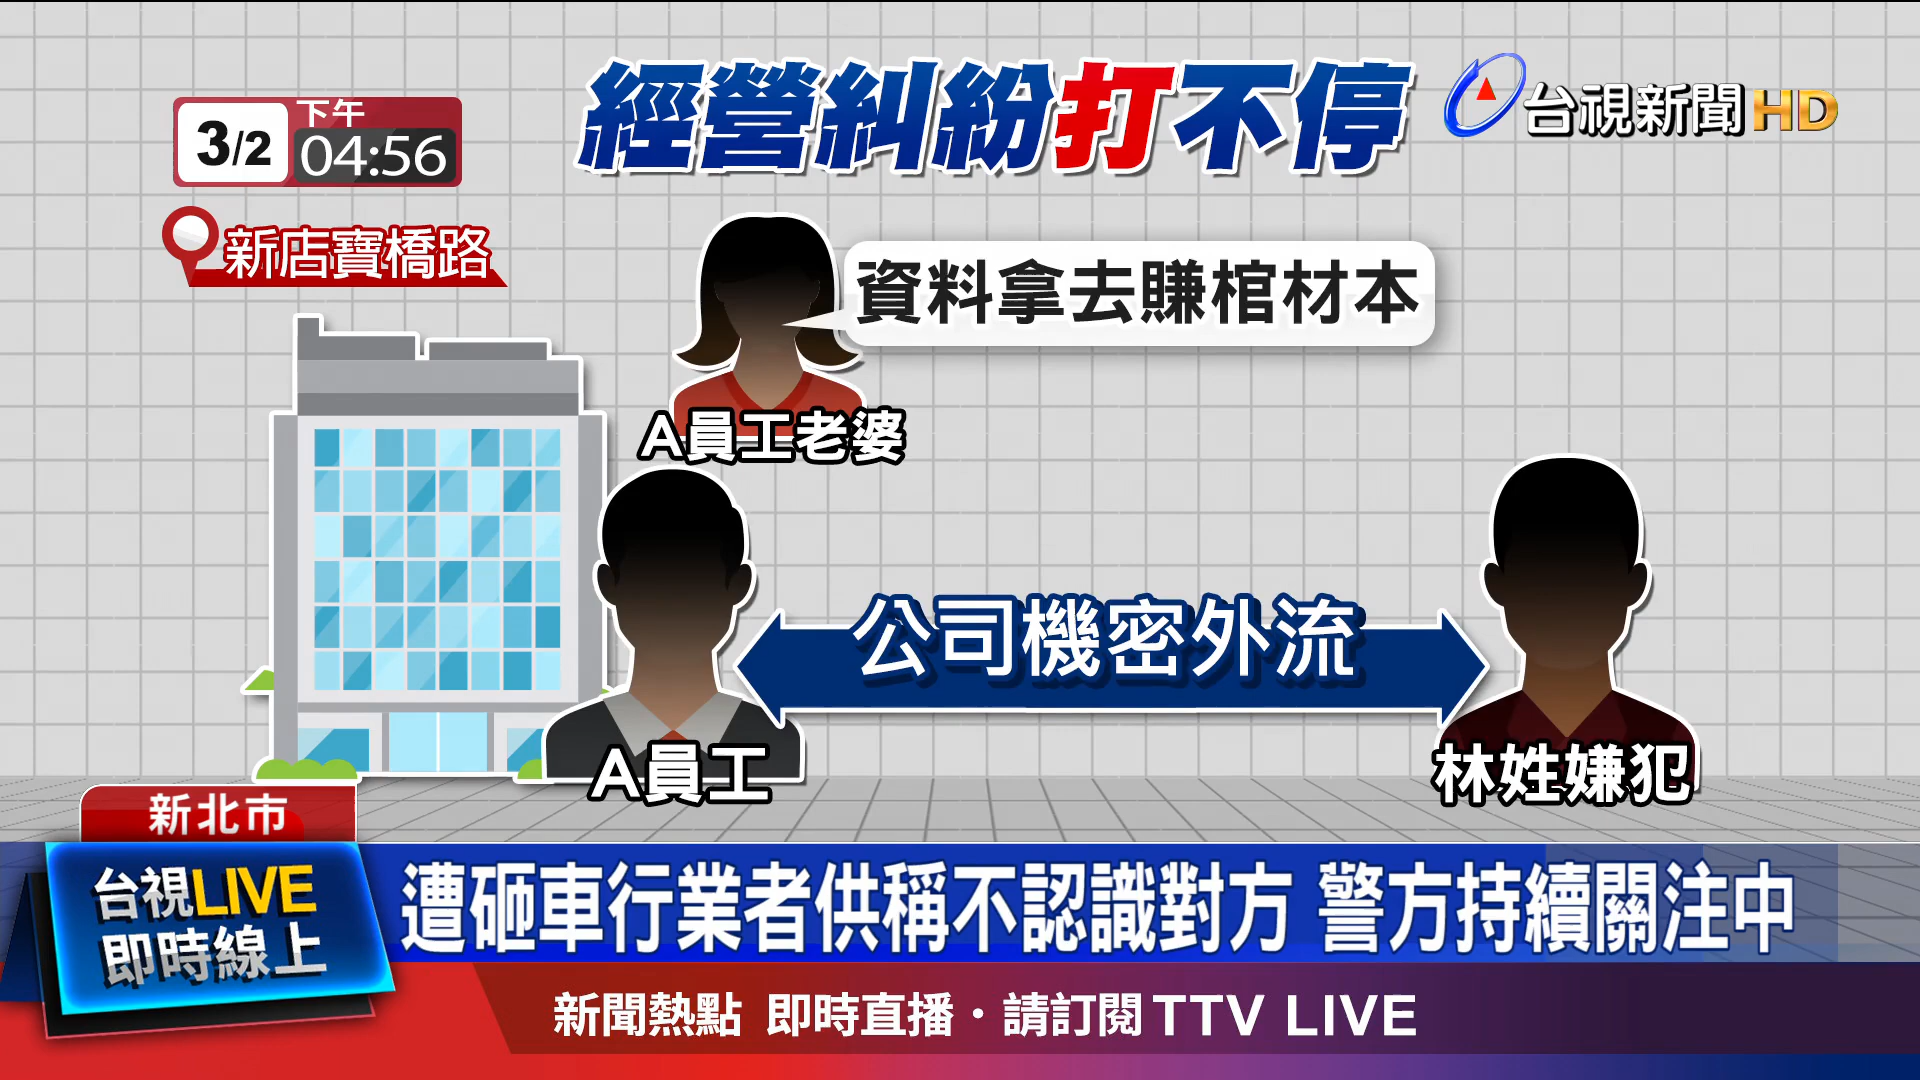 經營糾紛打不停
台視新聞HD
3/2
下午
04:56
新店寶橋路
資料拿去賺棺材本
A員工老婆
公司機密外流
A員工
林姓嫌犯
新北市
台視LIVE
即時線上
遭砸車行業者供稱不認識對方 警方持續關注中
新聞熱點 即時直播・請訂閱TTV LIVE